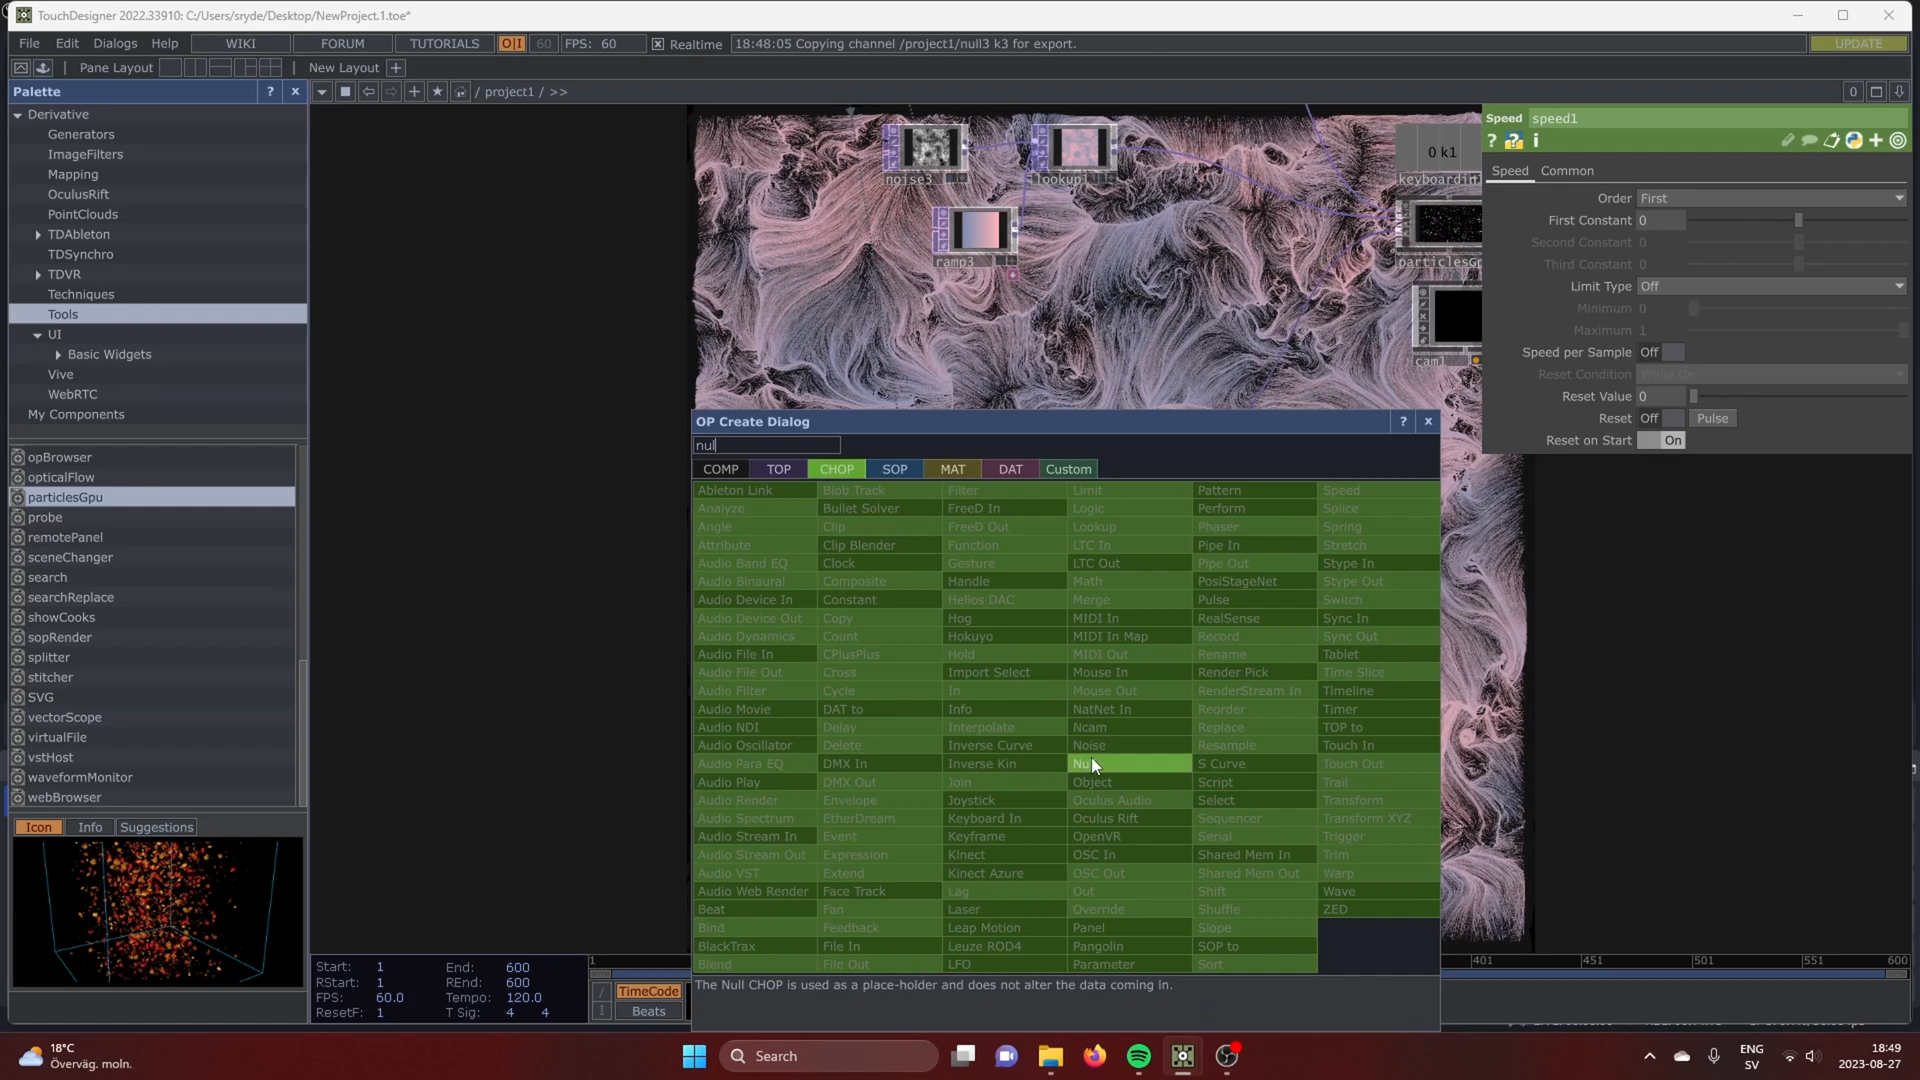 TouchDesigner 2022.33910: C:/Users/sryde/Desktop/NewProject.1.toe*
File Edit Dialogs Help WIKI FORUM TUTORIALS O|I 60 FPS: 60 Realtime 18:48:05 Copying channel /project1/null3 k3 for export. UPDATE
Pane Layout New Layout +
Palette ? x / project1 / >> 0
Derivative
Generators
ImageFilters
Mapping
OculusRift
PointClouds
TDAbleton
TDSynchro
TDVR
Techniques
Tools
UI
Basic Widgets
Vive
WebRTC
My Components
opBrowser
opticalFlow
particlesGpu
probe
remotePanel
sceneChanger
search
searchReplace
showCooks
sopRender
splitter
stitcher
SVG
vectorScope
virtualFile
vstHost
waveformMonitor
webBrowser
Icon Info Suggestions
noise3
lookup1
ramp3
0 k1
keyboardin
particlesGp
cam1
Speed speed1
? ? i
Speed Common
Order First
First Constant 0
Second Constant 0
Third Constant 0
Limit Type Off
Minimum 0
Maximum 1
Speed per Sample Off
Reset Condition While On
Reset Value 0
Reset Off Pulse
Reset on Start On
OP Create Dialog ? x
nul
COMP TOP CHOP SOP MAT DAT Custom
Ableton Link Blob Track Filter Limit Pattern Speed
Analyze Bullet Solver FreeD In Logic Perform Splice
Angle Clip FreeD Out Lookup Phaser Spring
Attribute Clip Blender Function LTC In Pipe In Stretch
Audio Band EQ Clock Gesture LTC Out Pipe Out Stype In
Audio Binaural Composite Handle Math PosiStageNet Stype Out
Audio Device In Constant Helios DAC Merge Pulse Switch
Audio Device Out Copy Hog MIDI In RealSense Sync In
Audio Dynamics Count Hokuyo MIDI In Map Record Sync Out
Audio File In CPlusPlus Hold MIDI Out Rename Tablet
Audio File Out Cross Import Select Mouse In Render Pick Time Slice
Audio Filter Cycle In Mouse Out RenderStream In TImeline
Audio Movie DAT to Info NatNet In Reorder Timer
Audio NDI Delay Interpolate Ncam Replace TOP to
Audio Oscillator Delete Inverse Curve Noise Resample Touch In
Audio Para EQ DMX In Inverse Kin Nu S Curve Touch Out
Audio Play DMX Out Join Object Script Trail
Audio Render Envelope Joystick Oculus Audio Select Transform
Audio Spectrum EtherDream Keyboard In Oculus Rift Sequencer Transform XYZ
Audio Stream In Event Keyframe OpenVR Serial Trigger
Audio Stream Out Expression KInect OSC In Shared Mem In Trim
Audio VST Extend Kinect Azure OSC Out Shared Mem Out Warp
Audio Web Render Face Track Lag Out Shift Wave
Beat Fan Laser Override Shuffle ZED
Bind Feedback Leap Motion Panel Slope
BlackTrax File In Leuze ROD4 Pangolin SOP to
Blend File Out LFO Parameter Sort
The Null CHOP is used as a place-holder and does not alter the data coming in.
Start: 1 End: 600
RStart: 1 REnd: 600
FPS: 60.0 Tempo: 120.0
ResetF: 1 T Sig: 4 4
TimeCode
Beats
1 401 451 501 551 600
18°C
Överväg. moln.
Search
ENG
SV
18:49
2023-08-27